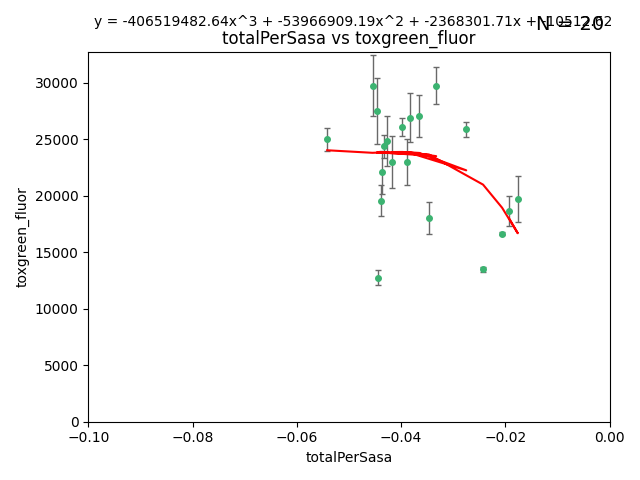 y = -406519482.64x^3 + -53966909.19x^2 + -2368301.71x +
N = 20
totalPerSasa vs toxgreen_fluor
toxgreen_fluor
30000
25000
20000
15000
10000
5000
0
−0.10
−0.08
−0.06
−0.04
−0.02
0.00
totalPerSasa